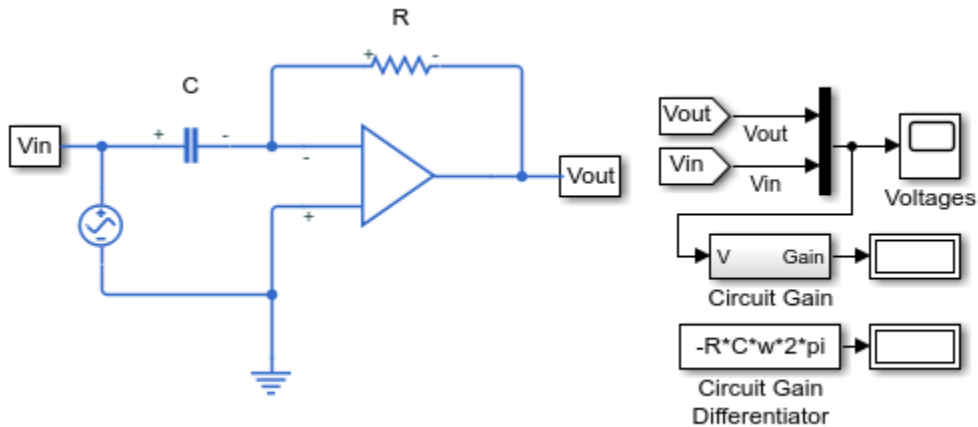 R
+ -
C
Vin
+ -
-
+
+
-
Vout
Vout
Vout
Vin
Vin
Voltages
V Gain
Circuit Gain
-R*C*w*2*pi
Circuit Gain
Differentiator